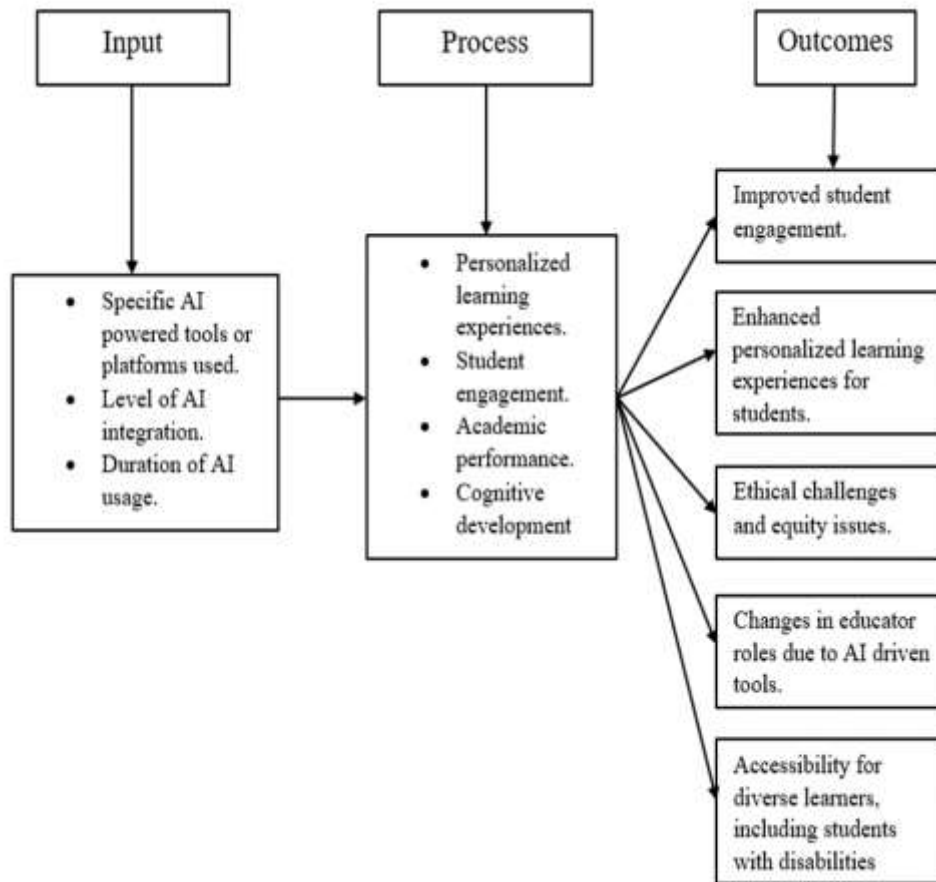 Input
Process
Outcomes
• Specific AI
powered tools or
platforms used.
• Level of AI
integration.
• Duration of AI
usage.
• Personalized
learning
experiences.
• Student
engagement.
• Academic
performance.
• Cognitive
development
Improved student
engagement.
Enhanced
personalized learning
experiences for
students.
Ethical challenges
and equity issues.
Changes in educator
roles due to AI driven
tools.
Accessibility for
diverse learners,
including students
with disabilities